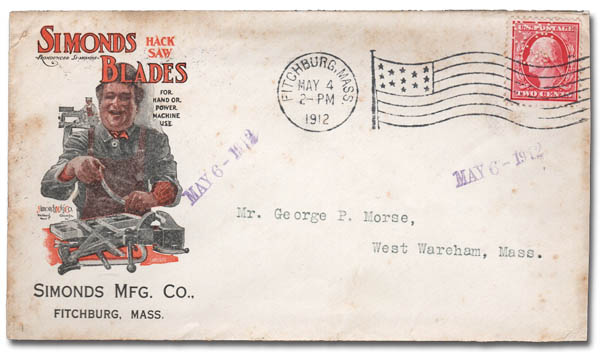 SIMONDS HACK
SAW
BLADES
FOR
HAND OR
POWER
MACHINE
USE
SIMONDS MFG. CO.,
FITCHBURG, MASS.
FITCHBURG, MASS.
MAY 4
2-PM
1912
U.S. POSTAGE
TWO CENTS
MAY 6-1912
MAY 6-1912
Mr. George P. Morse,
West Wareham, Mass.